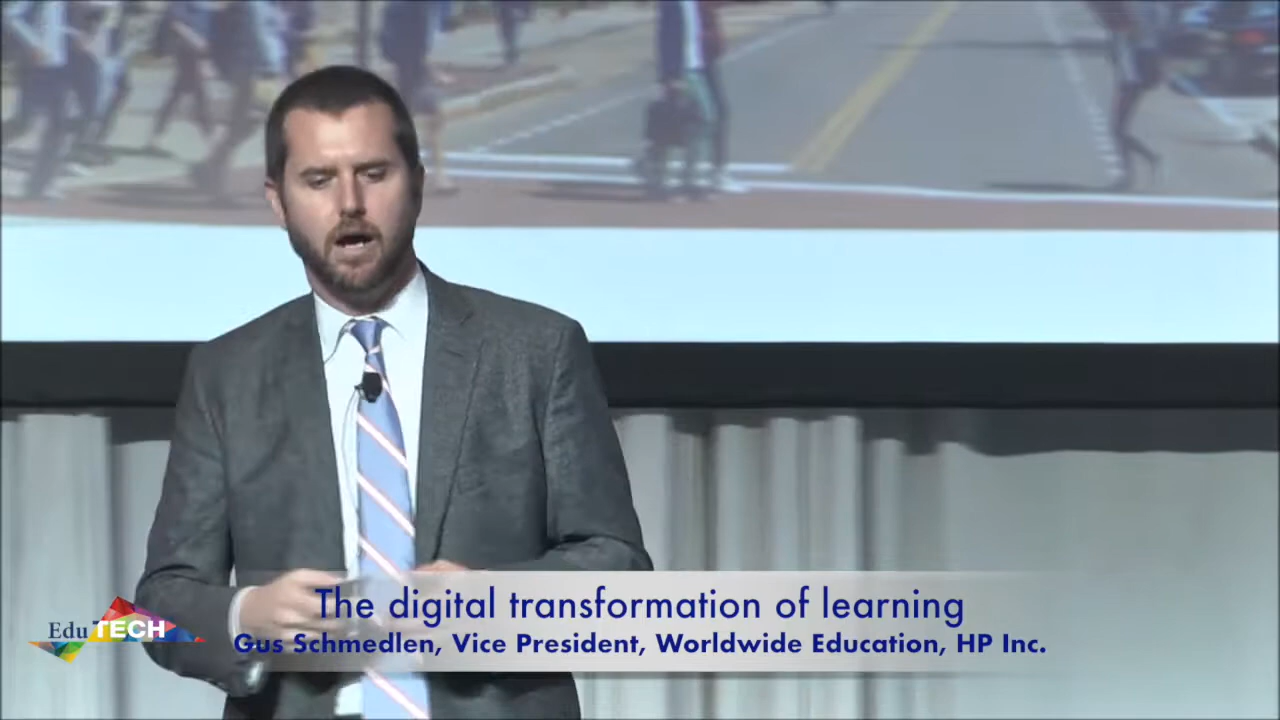 The digital transformation of learning
Gus Schmedlen, Vice President, Worldwide Education, HP Inc.
EduTECH